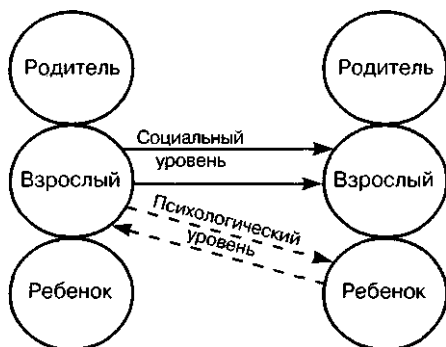 Родитель
Родитель
Социальный
уровень
Взрослый
Взрослый
Психологический
уровень
Ребенок
Ребенок